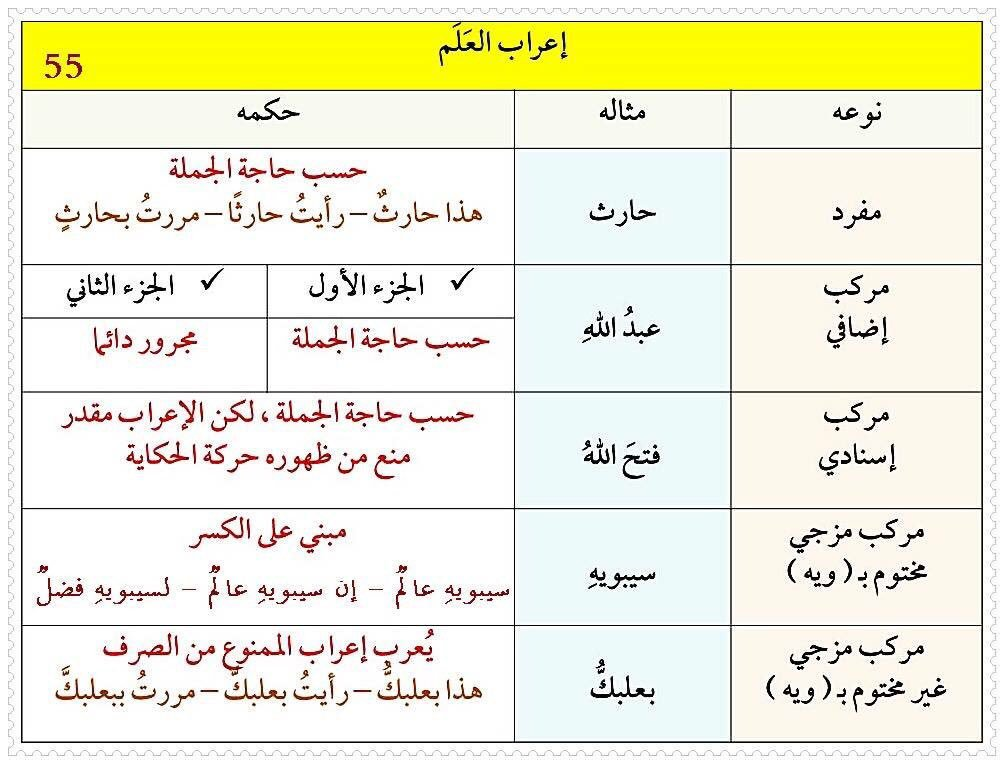 إعراب العَلَم
55
نوعه
مثاله
حكمه
مفرد
حارث
حسب حاجة الجملة
هذا حارثٌ – رأيتُ حارثًا – مررتُ بحارثٍ
مركب
إضافي
عبدُ اللهِ
✓ الجزء الأول
✓ الجزء الثاني
حسب حاجة الجملة
مجرور دائما
مركب
إسنادي
فتحَ اللهُ
حسب حاجة الجملة ، لكن الإعراب مقدر
منع من ظهوره حركة الحكاية
مركب مزجي
مختوم بـ ( ويه )
سيبويهِ
مبني على الكسر
سيبويهِ عالمٌ – إن سيبويهِ عالمٌ – لسيبويهِ فضلٌ
مركب مزجي
غير مختوم بـ ( ويه )
بعلبكُّ
يُعرب إعراب الممنوع من الصرف
هذا بعلبكُّ – رأيتُ بعلبكَّ – مررتُ ببعلبكَّ